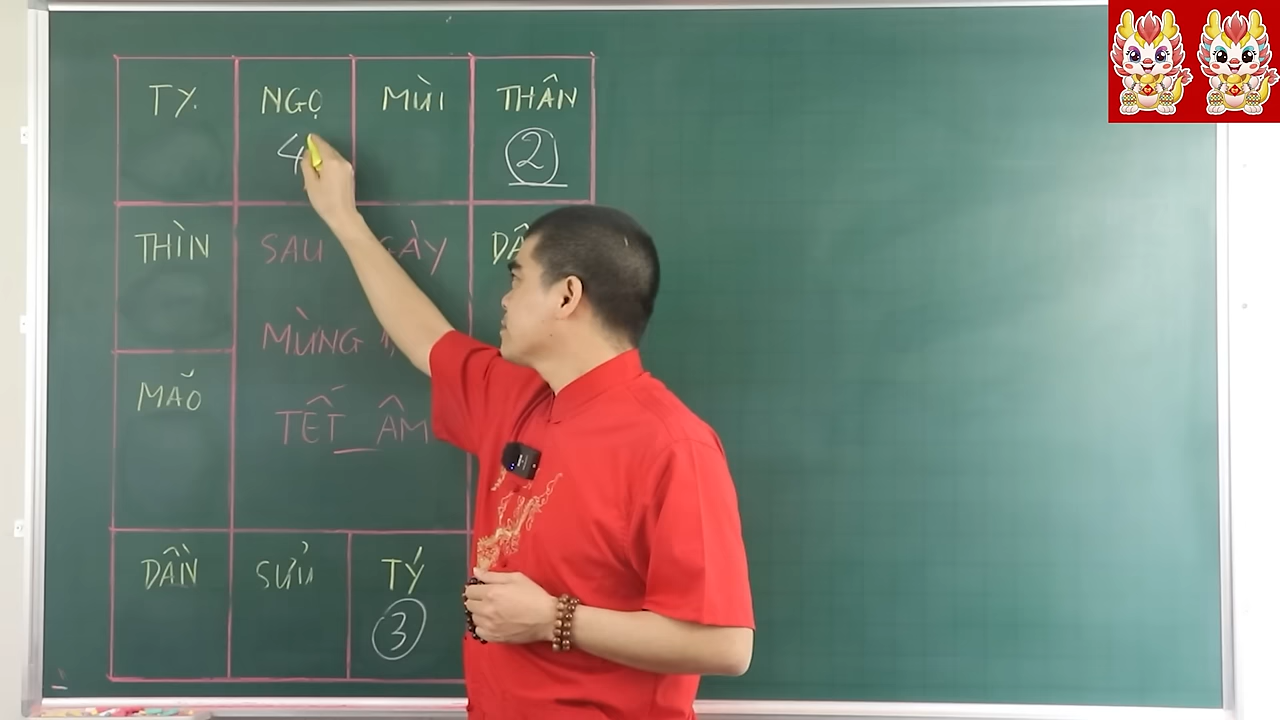 TỴ
NGỌ
MÙI
THÂN
4
2
THÌN
SAU
MÙNG
TẾT ÂM
MÃO
DẦN
SỬU
TÝ
3